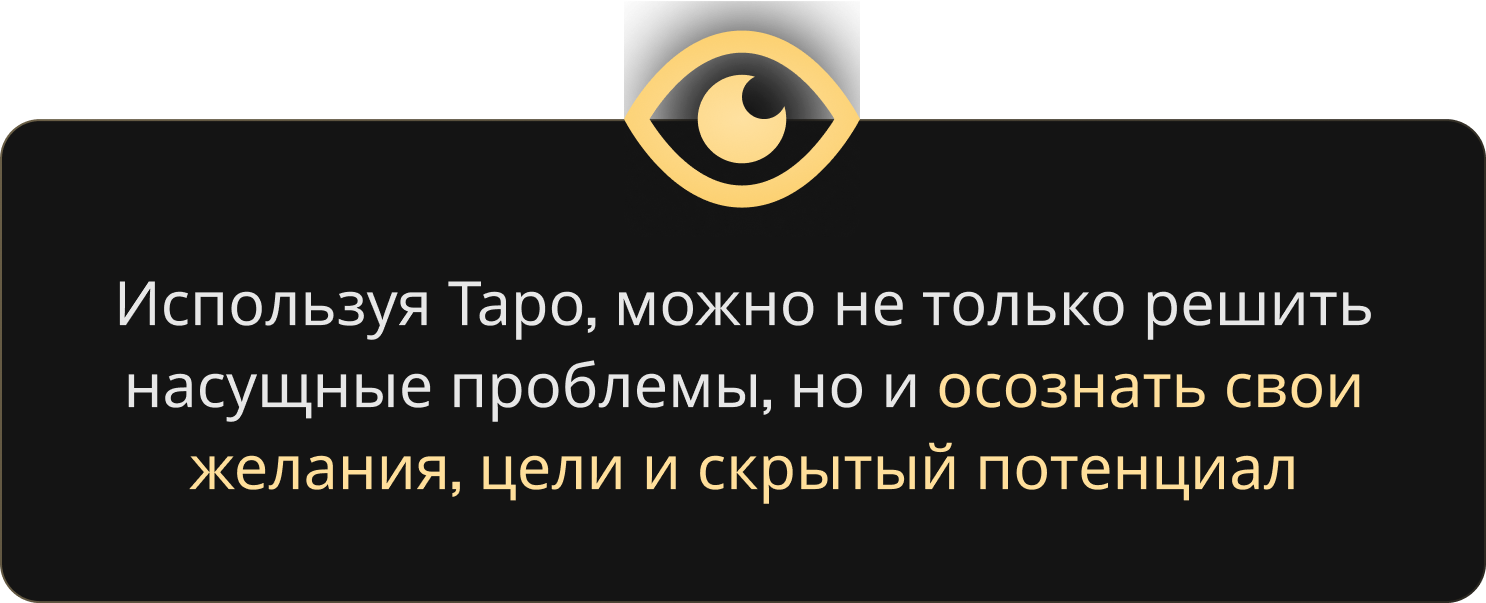 Используя Таро, можно не только решить
насущные проблемы, но и осознать свои
желания, цели и скрытый потенциал